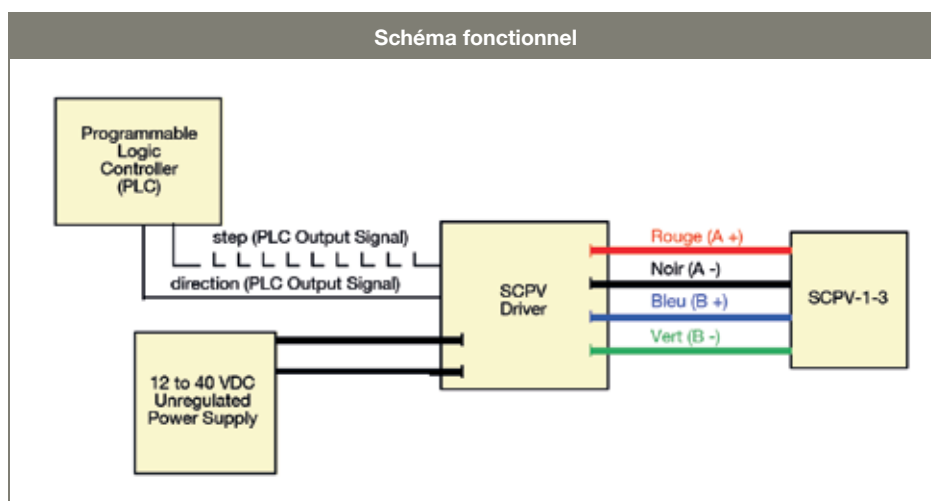 Schéma fonctionnel
Programmable
Logic
Controller
(PLC)
step (PLC Output Signal)
direction (PLC Output Signal)
12 to 40 VDC
Unregulated
Power Supply
SCPV
Driver
Rouge (A +)
Noir (A -)
Bleu (B +)
Vert (B -)
SCPV-1-3